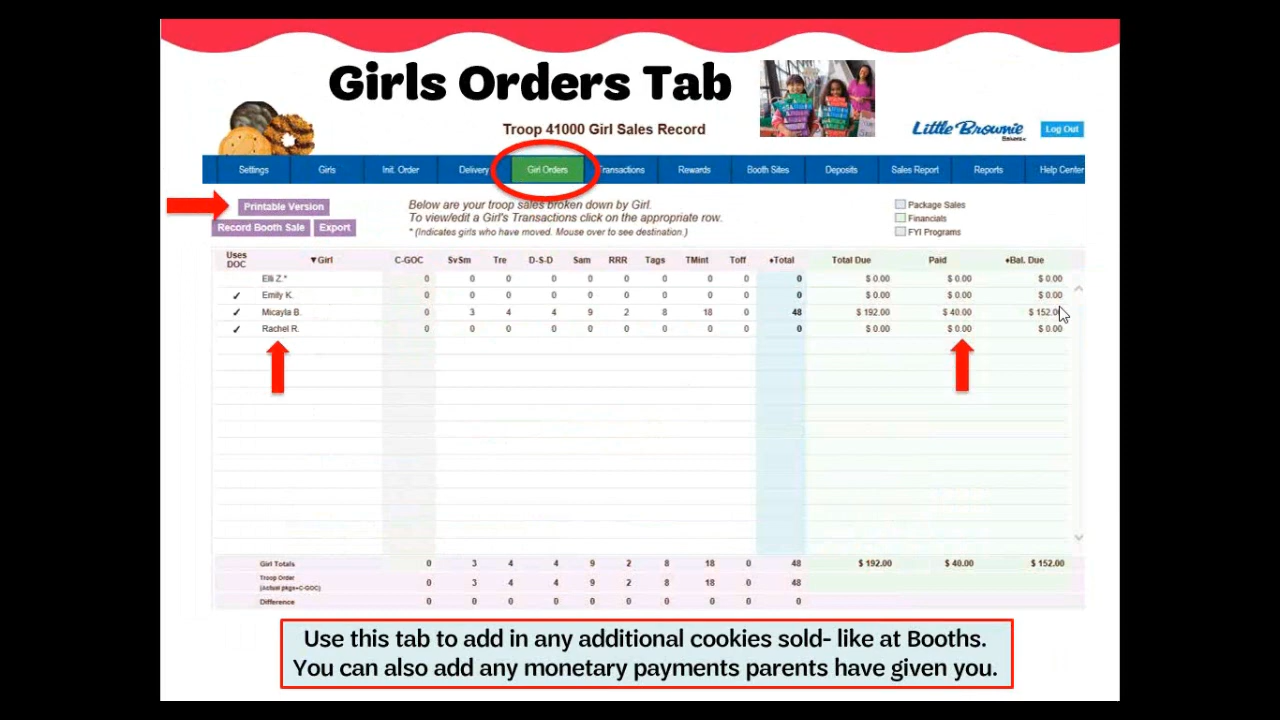 Girls Orders Tab
Troop 41000 Girl Sales Record
Little Brownie
Bakers
Log Out
Settings Girls Init. Order Delivery Girl Orders Transactions Rewards Booth Sites Deposits Sales Report Reports Help Center
Printable Version
Record Booth Sale Export
Below are your troop sales broken down by Girl.
To view/edit a Girl's Transactions click on the appropriate row.
* (Indicates girls who have moved. Mouse over to see destination.)
Package Sales
Financials
FYI Programs
Uses DOC ▼Girl C-GOC SvSm Tre D-S-D Sam RRR Tags TMint Toff ♦Total Total Due Paid ♦Bal. Due
Elli Z.* 0 0 0 0 0 0 0 0 0 0 $ 0.00 $ 0.00 $ 0.00
✓ Emily K. 0 0 0 0 0 0 0 0 0 0 $ 0.00 $ 0.00 $ 0.00
✓ Micayla B. 0 3 4 4 9 2 8 18 0 48 $ 192.00 $ 40.00 $ 152.00
✓ Rachel R. 0 0 0 0 0 0 0 0 0 0 $ 0.00 $ 0.00 $ 0.00
Girl Totals 0 3 4 4 9 2 8 18 0 48 $ 192.00 $ 40.00 $ 152.00
Troop Order
(Actual pkgs+C-GOC) 0 3 4 4 9 2 8 18 0 48
Difference 0 0 0 0 0 0 0 0 0 0
Use this tab to add in any additional cookies sold- like at Booths.
You can also add any monetary payments parents have given you.